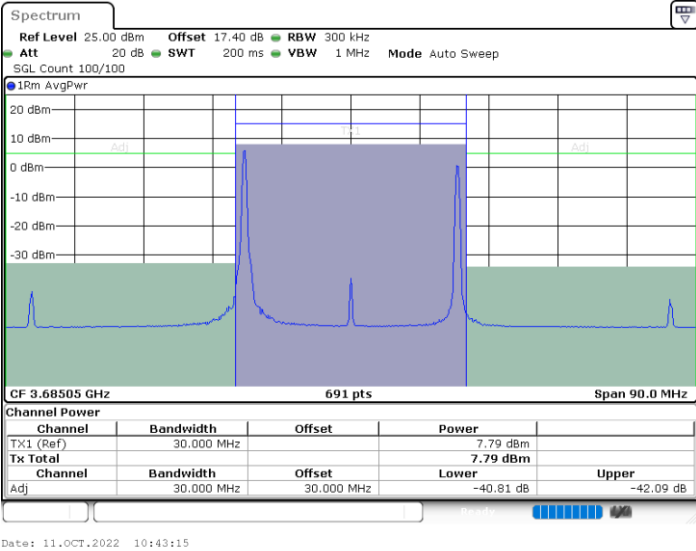 Spectrum
Ref Level 25.00 dBm Offset 17.40 dB RBW 300 kHz
Att 20 dB SWT 200 ms VBW 1 MHz Mode Auto Sweep
SGL Count 100/100
1Rm AvgPwr
20 dBm
TX1
10 dBm
Adj Adj
0 dBm
-10 dBm
-20 dBm
-30 dBm
CF 3.68505 GHz 691 pts Span 90.0 MHz
Channel Power
Channel Bandwidth Offset Power
TX1 (Ref) 30.000 MHz 7.79 dBm
Tx Total 7.79 dBm
Channel Bandwidth Offset Lower Upper
Adj 30.000 MHz 30.000 MHz -40.81 dB -42.09 dB
Ready
Date: 11.OCT.2022 10:43:15